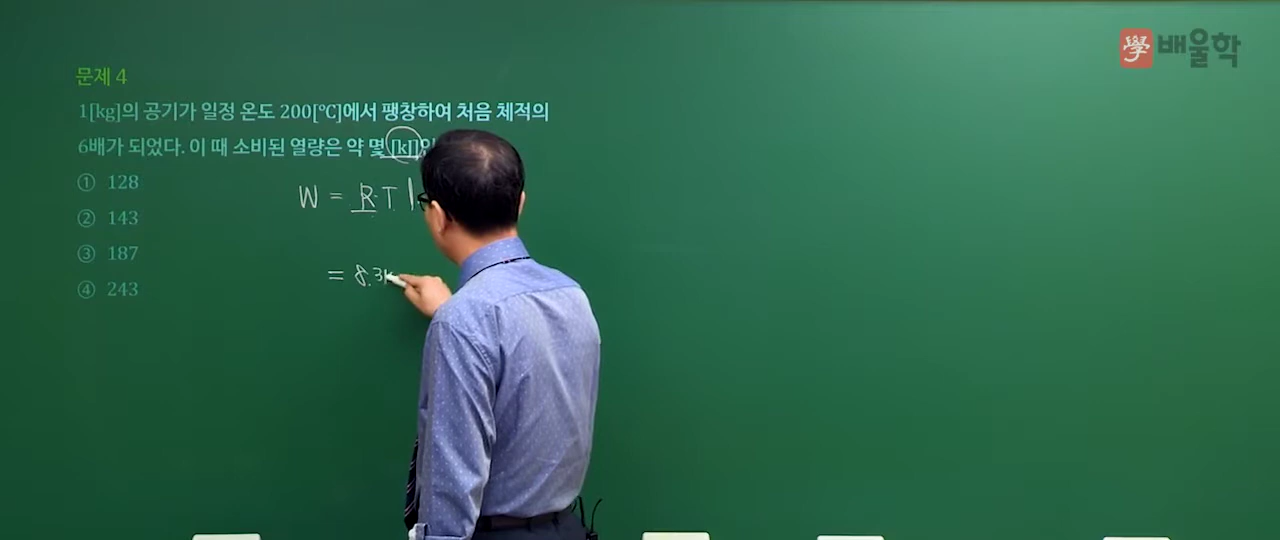 學 배울학
문제 4
1[kg]의 공기가 일정 온도 200[℃]에서 팽창하여 처음 체적의
6배가 되었다. 이 때 소비된 열량은 약 몇 [kJ]
① 128
② 143
③ 187
④ 243
W = R·T
= 8.3